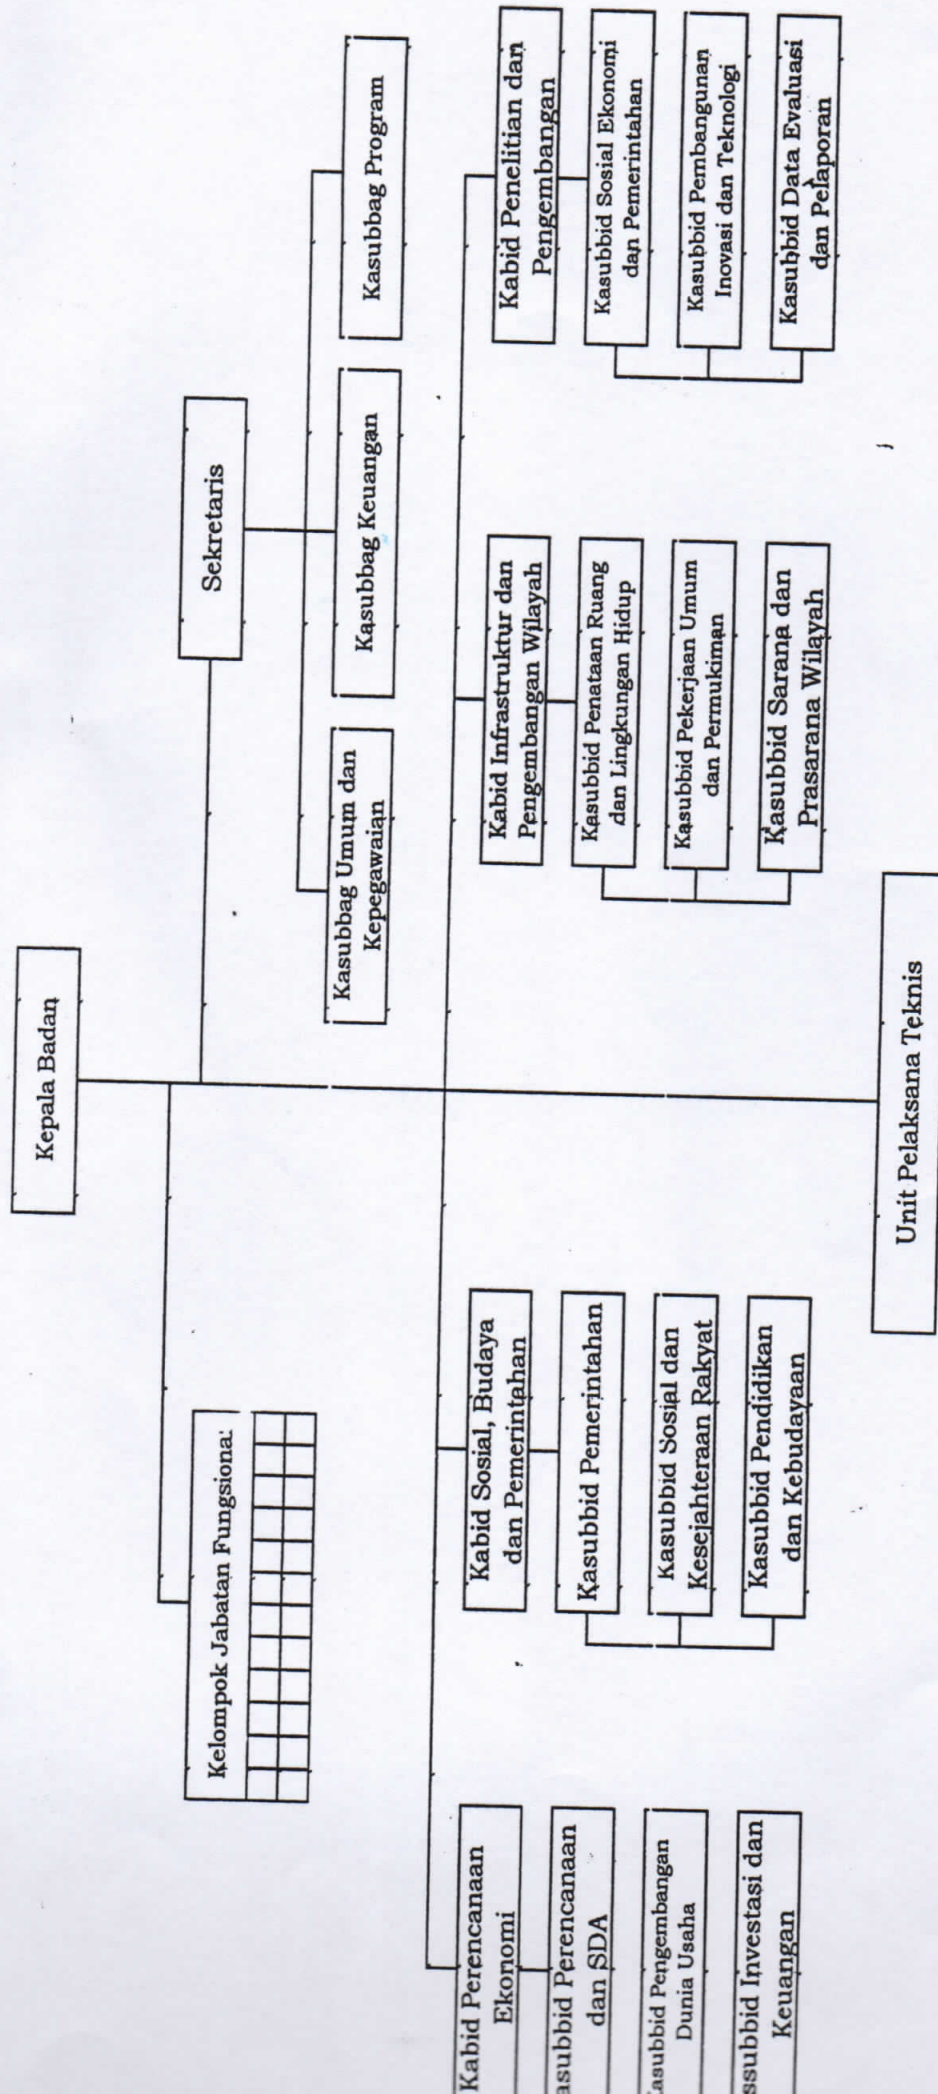 Kepala Badan
Sekretaris
Kelompok Jabatan Fungsional
Kasubbag Umum dan
Kepegawaian
Kasubbag Keuangan
Kasubbag Program
Kabid Perencanaan
Ekonomi
asubbid Perencanaan
dan SDA
Kasubbid Pengembangan
Dunia Usaha
ssubbid Investasi dan
Keuangan
Kabid Sosial, Budaya
dan Pemerintahan
Kasubbid Pemerintahan
Kasubbid Sosial dan
Kesejahteraan Rakyat
Kasubbid Pendidikan
dan Kebudayaan
Kabid Infrastruktur dan
Pengembangan Wilayah
Kasubbid Penataan Ruang
dan Lingkungan Hidup
Kasubbid Pekerjaan Umum
dan Permukiman
Kasubbid Sarana dan
Prasarana Wilayah
Kabid Penelitian dan
Pengembangan
Kasubbid Sosial Ekonomi
dan Pemerintahan
Kasubbid Pembangunan
Inovasi dan Teknologi
Kasubbid Data Evaluasi
dan Pelaporan
Unit Pelaksana Teknis